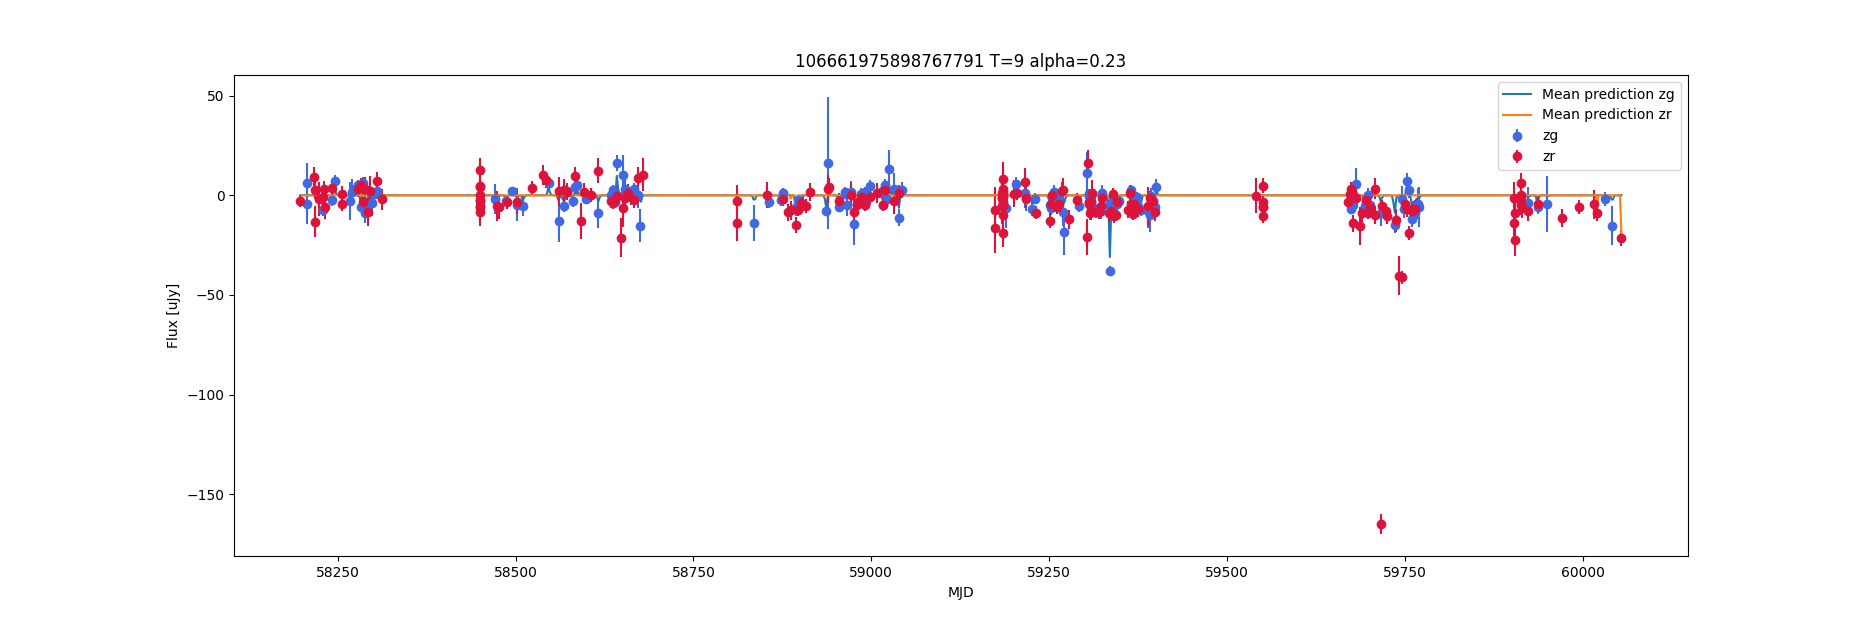 106661975898767791 T=9 alpha=0.23
Mean prediction zg
Mean prediction zr
zg
zr
50
0
−50
−100
−150
Flux [uJy]
58250 58500 58750 59000 59250 59500 59750 60000
MJD